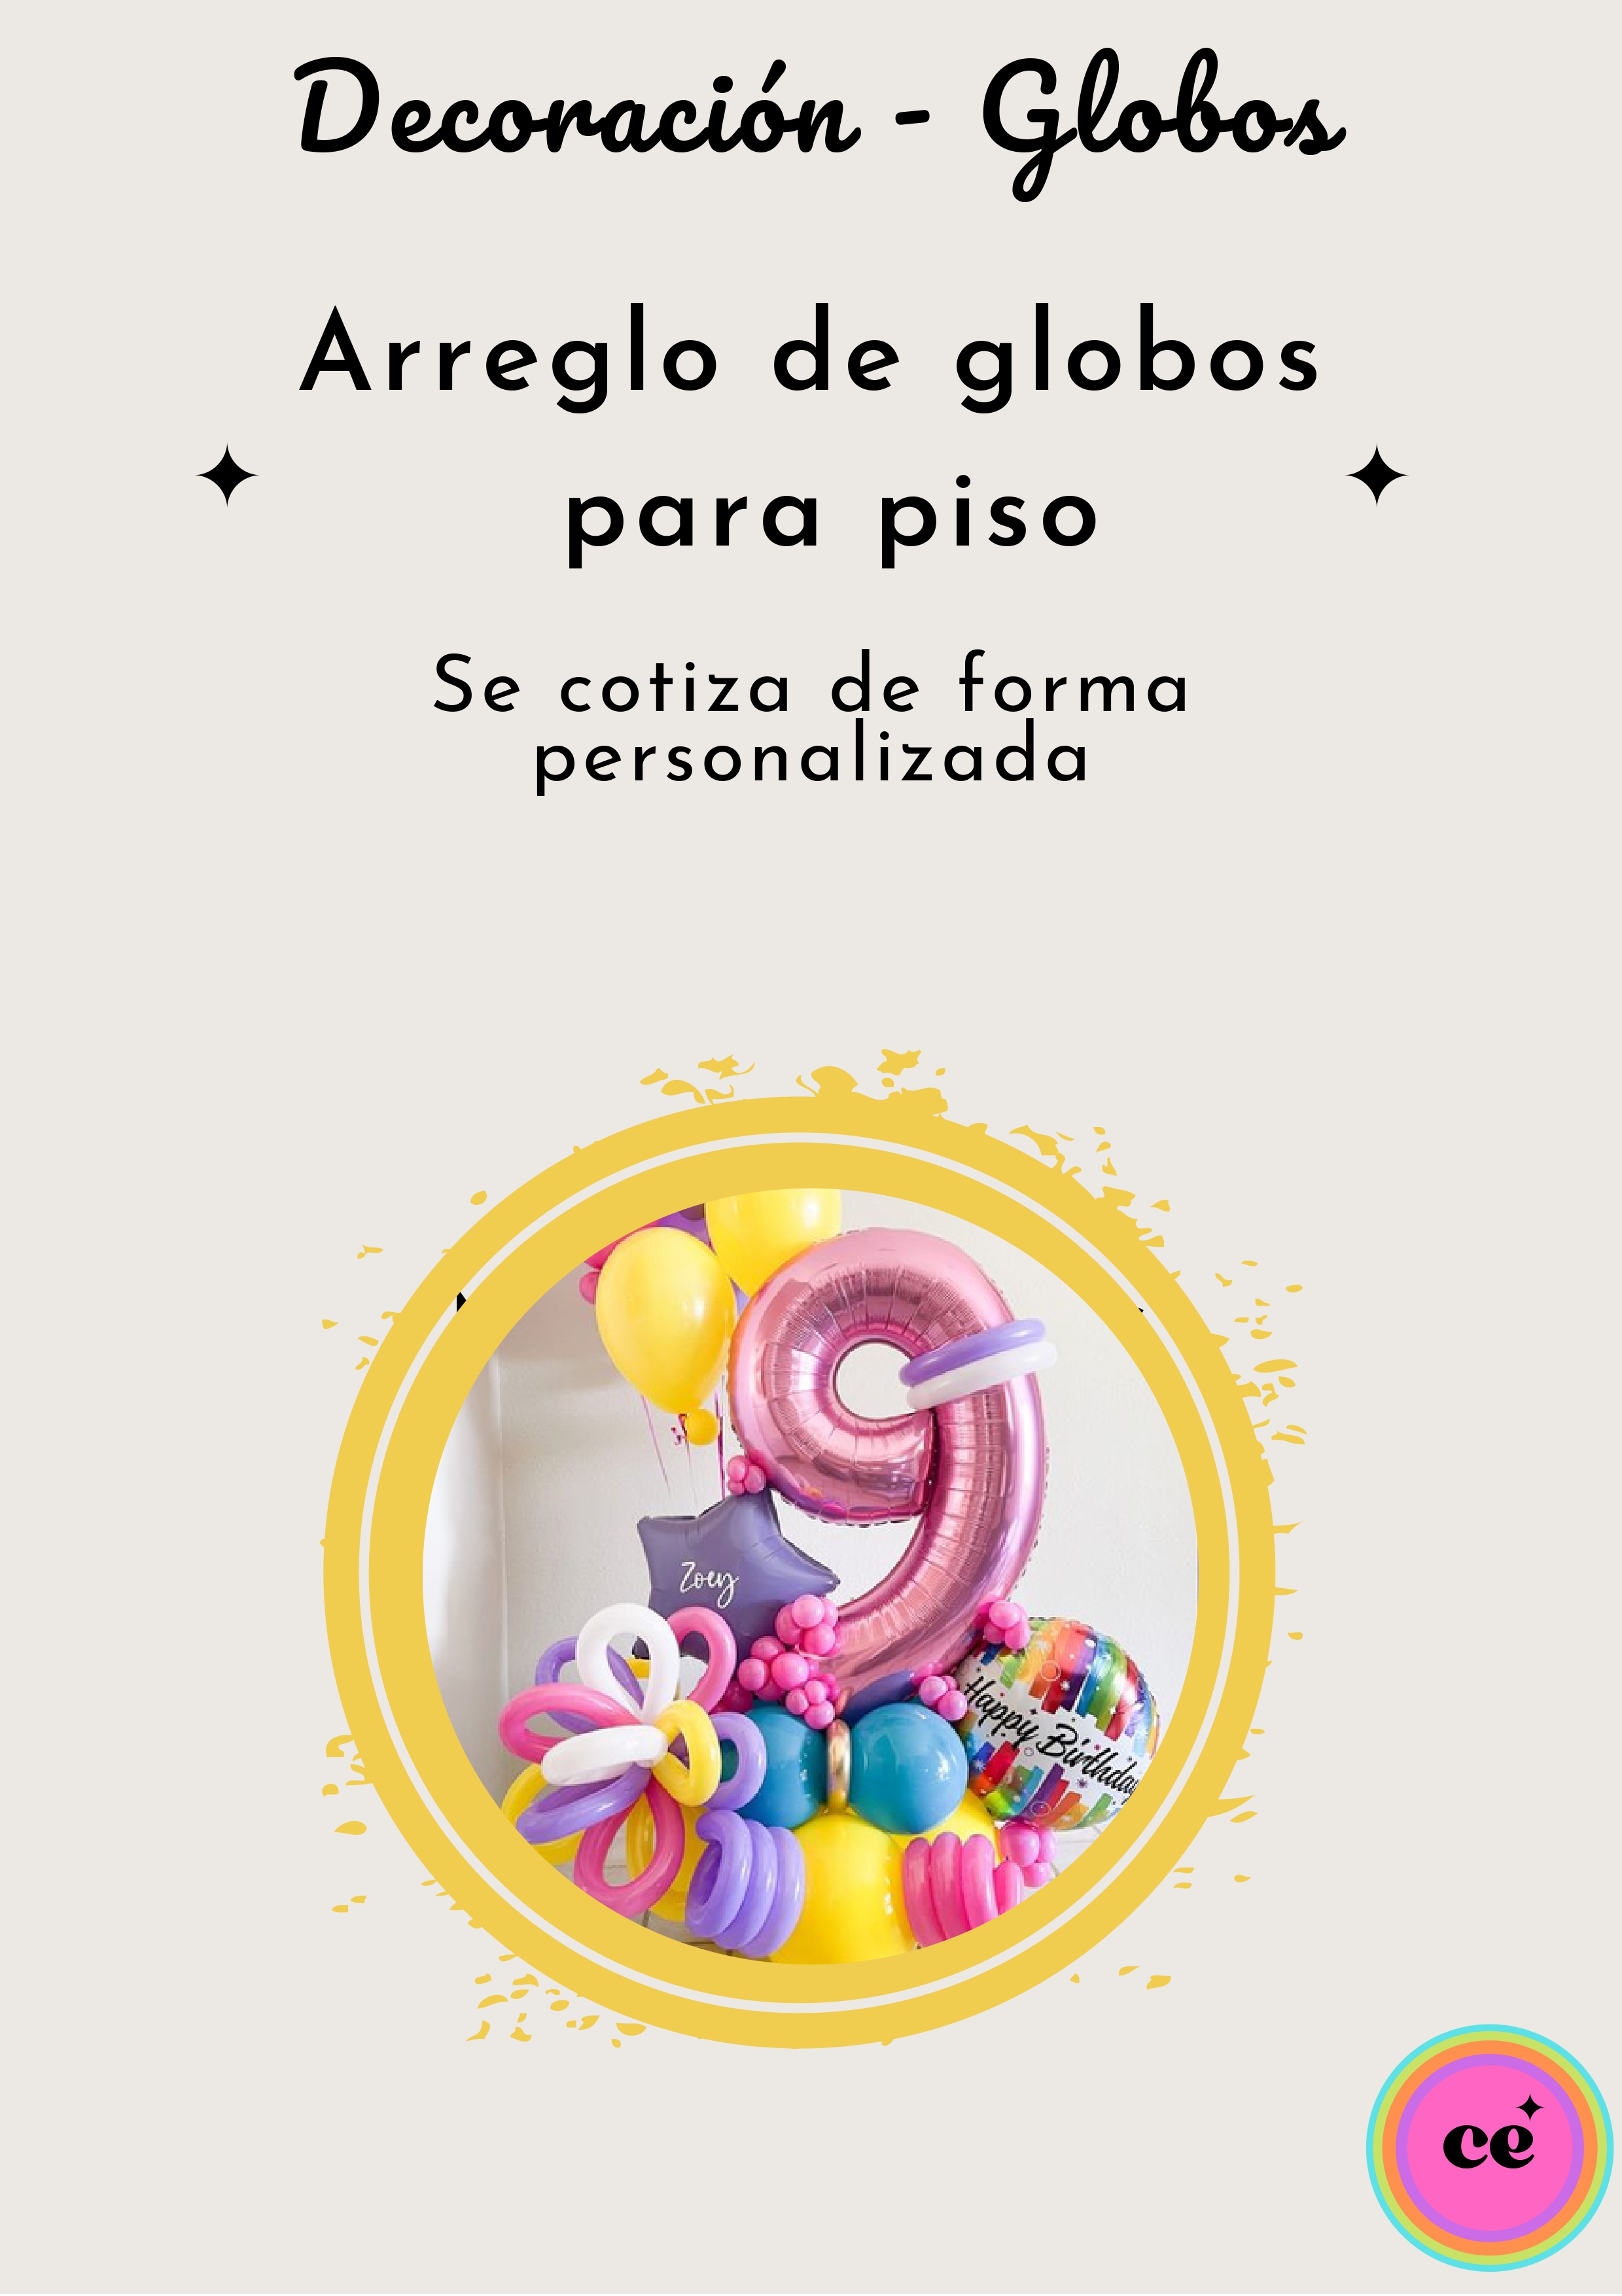 Decoración - Globos
Arreglo de globos
para piso
Se cotiza de forma
personalizada
Zoey
Happy Birthday
ce